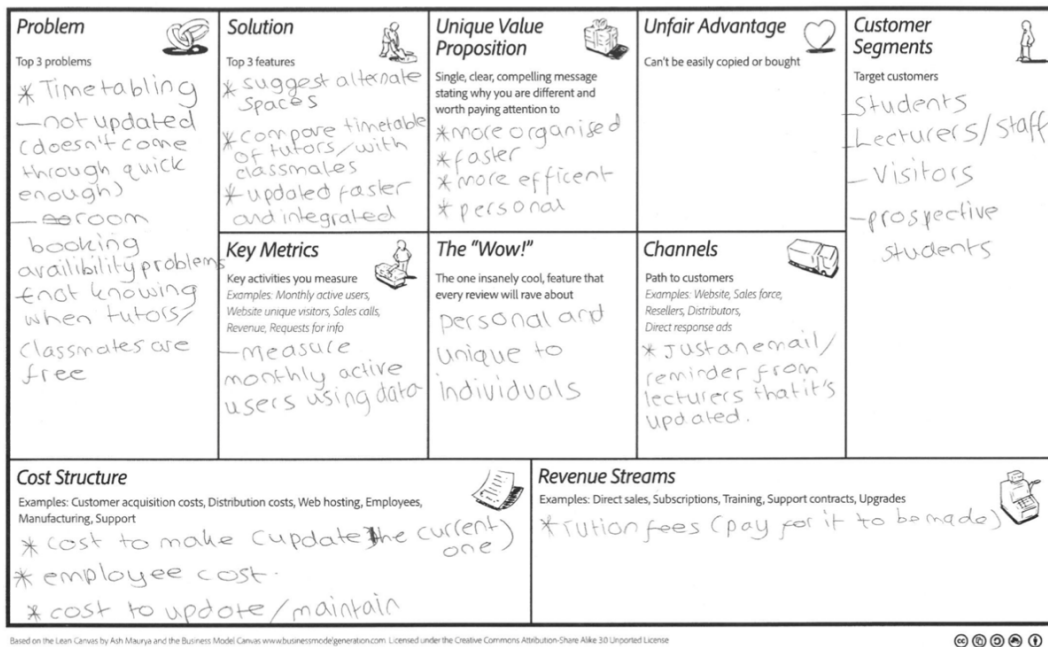 Problem
Top 3 problems
* Timetabling
- not updated
(doesn't come
through quick
enough)
- room
booking
availibility problems
- not knowing
when tutors/
classmates are
free
Solution
Top 3 features
* suggest alternate
spaces
* compare timetable
of tutors/with
classmates
* updated faster
and integrated
Key Metrics
Key activities you measure
Examples: Monthly active users,
Website unique visitors, Sales calls,
Revenue, Requests for info
- measure
monthly active
users using data
Unique Value
Proposition
Single, clear, compelling message
stating why you are different and
worth paying attention to
* more organised
* faster
* more efficent
* personal
The "Wow!"
The one insanely cool, feature that
every review will rave about
personal and
unique to
individuals
Unfair Advantage
Can't be easily copied or bought
Channels
Path to customers
Examples: Website, Sales force,
Resellers, Distributors,
Direct response ads
* Just an email/
reminder from
lecturers that it's
updated.
Customer
Segments
Target customers
- Students
- Lecturers/Staff
- Visitors
- prospective
students
Cost Structure
Examples: Customer acquisition costs, Distribution costs, Web hosting, Employees,
Manufacturing, Support
* cost to make (update the current
one)
* employee cost.
* cost to update/maintain
Revenue Streams
Examples: Direct sales, Subscriptions, Training, Support contracts, Upgrades
* tution fees (pay for it to be made)
Based on the Lean Canvas by Ash Maurya and the Business Model Canvas www.businessmodelgeneration.com. Licensed under the Creative Commons Attribution-Share Alike 3.0 Unported License